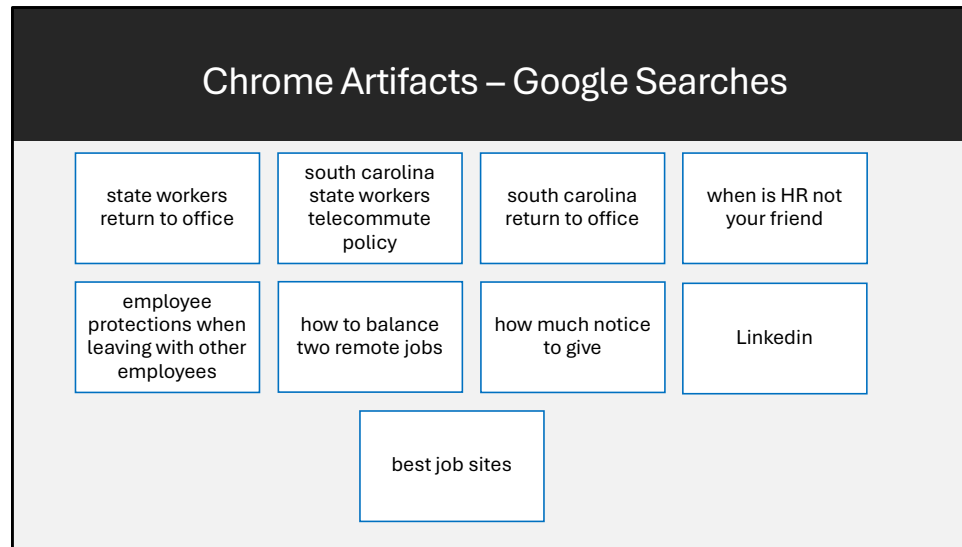 Chrome Artifacts – Google Searches
state workers
return to office
south carolina
state workers
telecommute
policy
south carolina
return to office
when is HR not
your friend
employee
protections when
leaving with other
employees
how to balance
two remote jobs
how much notice
to give
Linkedin
best job sites